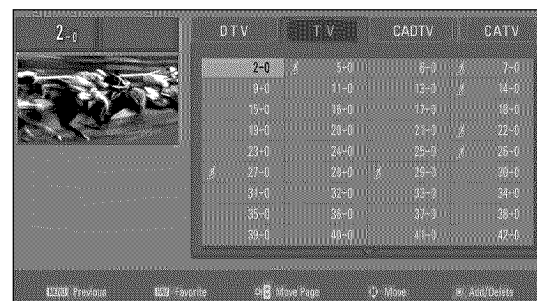 2-0
DTV TV CADTV CATV
2-0 5-0 6-0 7-0
9-0 11-0 13-0 14-0
15-0 16-0 17-0 18-0
19-0 20-0 21-0 22-0
23-0 24-0 25-0 26-0
27-0 28-0 29-0 30-0
31-0 32-0 33-0 34-0
35-0 36-0 37-0 38-0
39-0 40-0 41-0 42-0
MENU Previous FAV Favorite CH Move Page Move Add/Delete